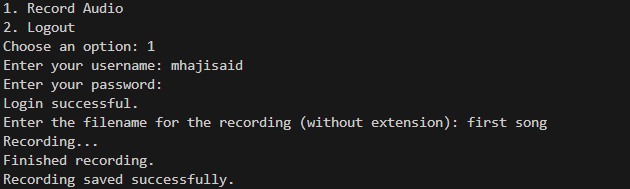 1. Record Audio
2. Logout
Choose an option: 1
Enter your username: mhajisaid
Enter your password:
Login successful.
Enter the filename for the recording (without extension): first song
Recording...
Finished recording.
Recording saved successfully.